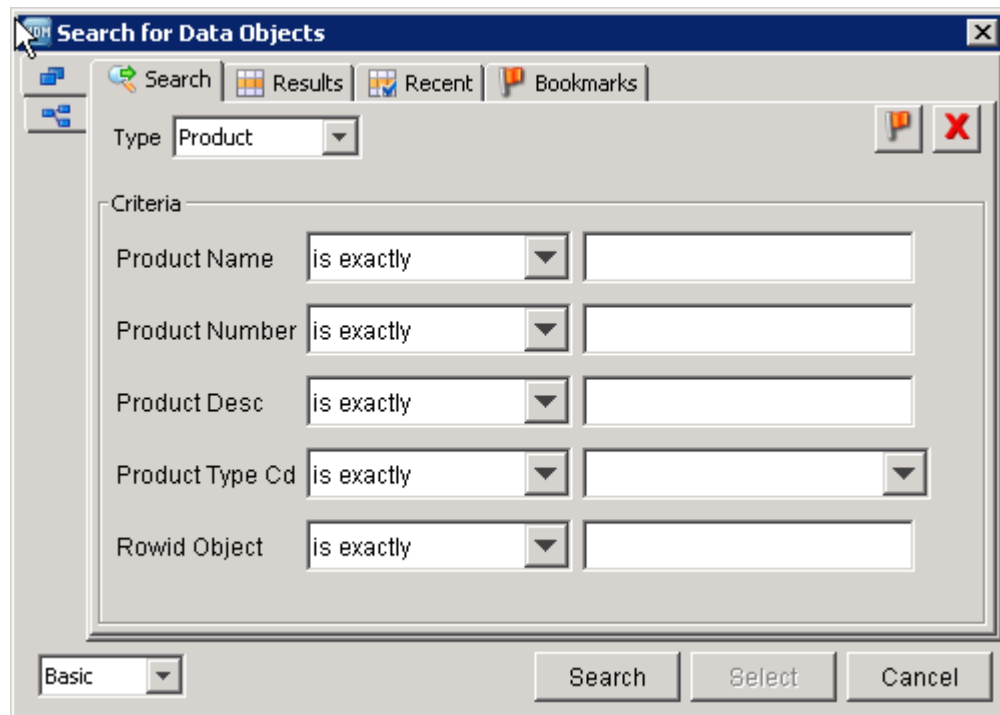 Search for Data Objects
Search Results Recent Bookmarks
Type Product
Criteria
Product Name is exactly
Product Number is exactly
Product Desc is exactly
Product Type Cd is exactly
Rowid Object is exactly
Basic Search Select Cancel